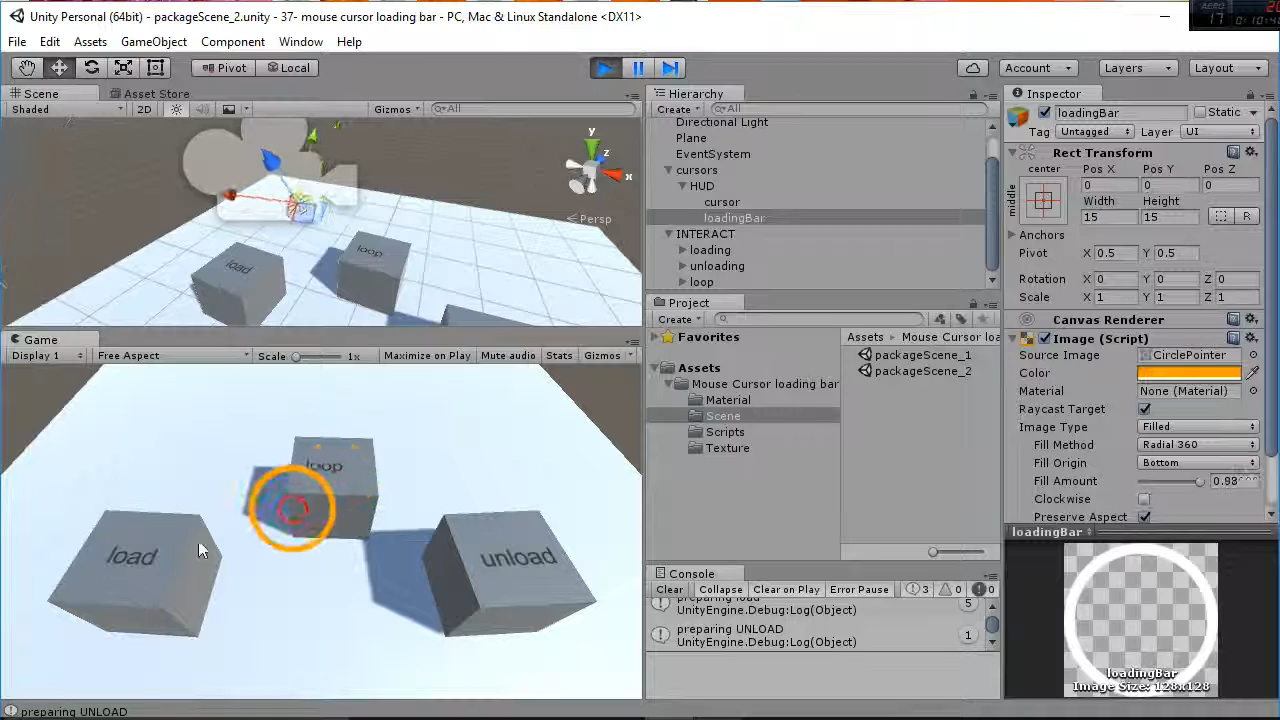 Unity Personal (64bit) - packageScene_2.unity - 37- mouse cursor loading bar - PC, Mac & Linux Standalone <DX11>
File Edit Assets GameObject Component Window Help
Pivot Local Account Layers Layout
Scene Asset Store
Shaded 2D Gizmos All
y
z
x
Persp
load
loop
Hierarchy
Create All
Directional Light
Plane
EventSystem
cursors
HUD
cursor
loadingBar
INTERACT
loading
unloading
loop
Project
Create
Favorites
Assets
Mouse Cursor loading bar
Material
Scene
Scripts
Texture
Assets Mouse Cursor loa
packageScene_1
packageScene_2
Console
Clear Collapse Clear on Play Error Pause 3 0 0
preparing load
UnityEngine.Debug:Log(Object) 5
preparing UNLOAD
UnityEngine.Debug:Log(Object) 1
Game
Display 1 Free Aspect Scale 1x Maximize on Play Mute audio Stats Gizmos
loop
load
unload
preparing UNLOAD
Inspector
loadingBar Static
Tag Untagged Layer UI
Rect Transform
center Pos X Pos Y Pos Z
middle 0 0 0
Width Height
15 15 R
Anchors
Pivot X 0.5 Y 0.5
Rotation X 0 Y 0 Z 0
Scale X 1 Y 1 Z 1
Canvas Renderer
Image (Script)
Source Image CirclePointer
Color
Material None (Material)
Raycast Target
Image Type Filled
Fill Method Radial 360
Fill Origin Bottom
Fill Amount
Clockwise
Preserve Aspect
loadingBar
loadingBar
Image Size: 128x128